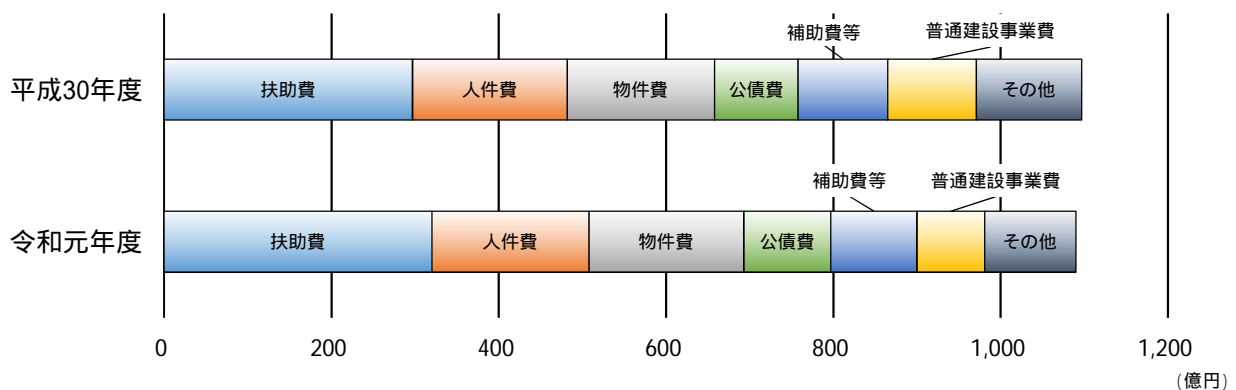 補助費等
普通建設事業費
平成30年度
扶助費
人件費
物件費
公債費
その他
補助費等
普通建設事業費
令和元年度
扶助費
人件費
物件費
公債費
その他
0
200
400
600
800
1,000
1,200
(億円)